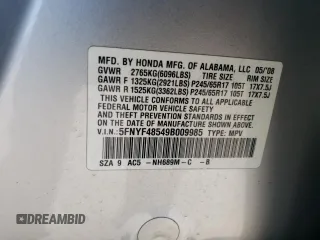 MFD. BY HONDA MFG. OF ALABAMA, LLC 05/'08
GVWR 2765KG(6096LBS) TIRE SIZE RIM SIZE
GAWR F 1325KG(2921LBS) P245/65R17 105T 17X7.5J
GAWR R 1525KG(3362LBS) P245/65R17 105T 17X7.5J
THIS VEHICLE CONFORMS TO ALL APPLICABLE
FEDERAL MOTOR VEHICLE SAFETY AND
THEFT PREVENTION STANDARDS IN EFFECT ON
THE DATE OF MANUFACTURE SHOWN ABOVE.
V.I.N.: 5FNYF48549B009985 TYPE: MPV
SZA 9 AC5 -NH689M-C -B
DREAMBID